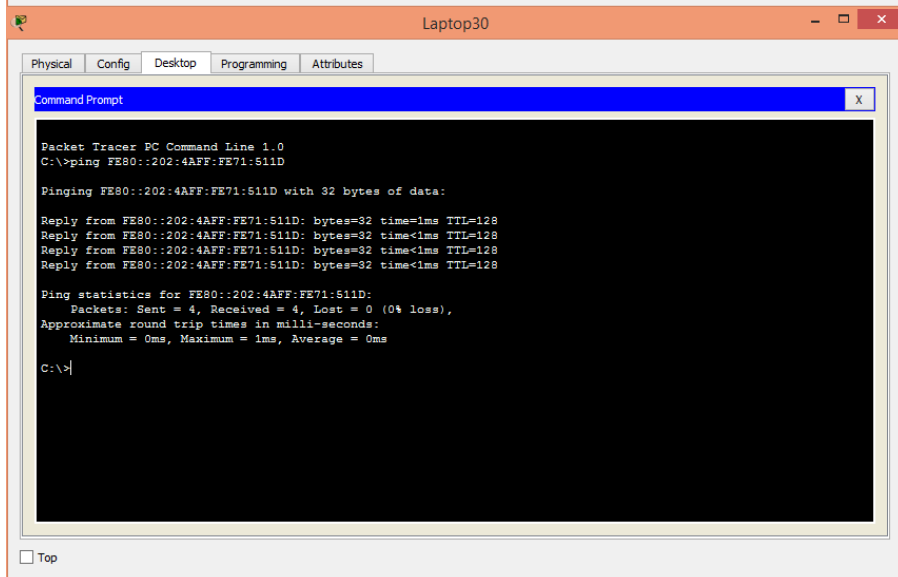 Laptop30
Physical Config Desktop Programming Attributes
Command Prompt X
Packet Tracer PC Command Line 1.0
C:\>ping FE80::202:4AFF:FE71:511D
Pinging FE80::202:4AFF:FE71:511D with 32 bytes of data:
Reply from FE80::202:4AFF:FE71:511D: bytes=32 time=1ms TTL=128
Reply from FE80::202:4AFF:FE71:511D: bytes=32 time<1ms TTL=128
Reply from FE80::202:4AFF:FE71:511D: bytes=32 time<1ms TTL=128
Reply from FE80::202:4AFF:FE71:511D: bytes=32 time<1ms TTL=128
Ping statistics for FE80::202:4AFF:FE71:511D:
Packets: Sent = 4, Received = 4, Lost = 0 (0% loss),
Approximate round trip times in milli-seconds:
Minimum = 0ms, Maximum = 1ms, Average = 0ms
C:\>
Top